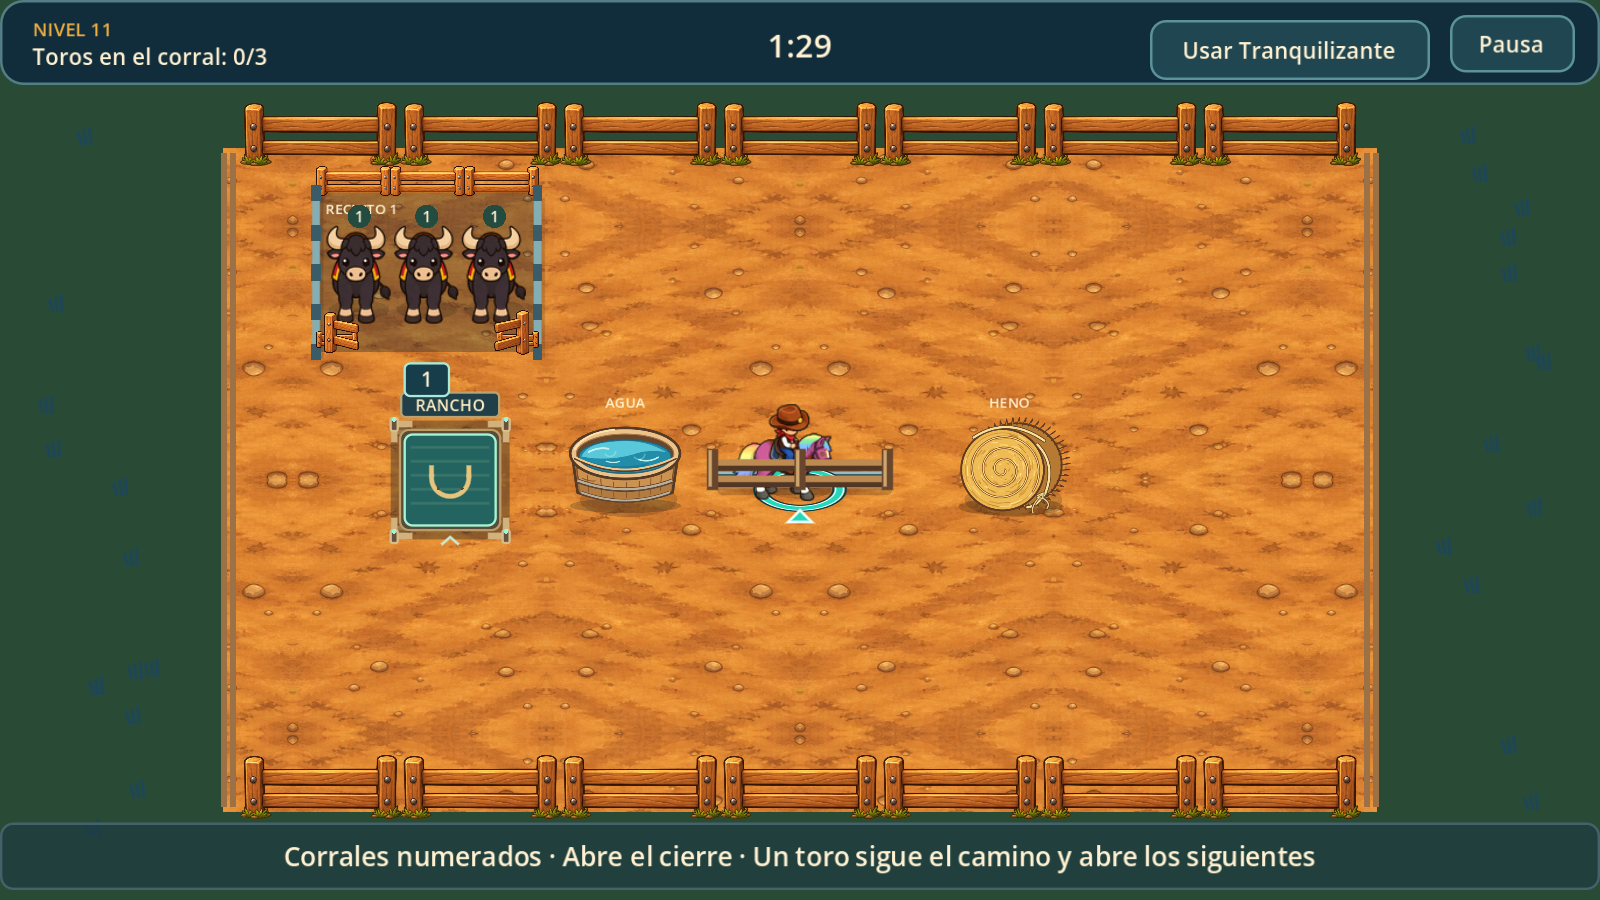 NIVEL 11
Toros en el corral: 0/3
1:29
Usar Tranquilizante
Pausa
1
1
1
1
RANCHO
AGUA
HENO
Corrales numerados · Abre el cierre · Un toro sigue el camino y abre los siguientes